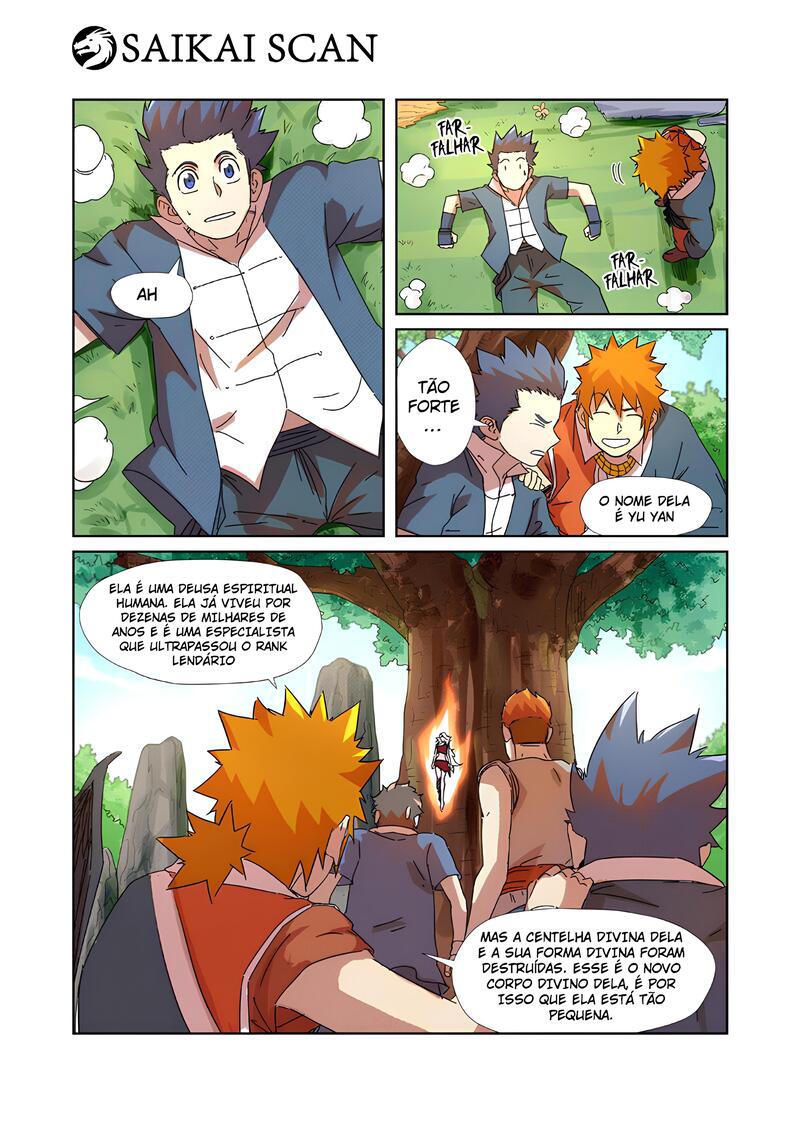 SAIKAI SCAN
AH
FAR-
FALHAR
FAR-
FALHAR
TÃO
FORTE
...
O NOME DELA
É YU YAN
ELA É UMA DEUSA ESPIRITUAL
HUMANA. ELA JÁ VIVEU POR
DEZENAS DE MILHARES DE
ANOS E É UMA ESPECIALISTA
QUE ULTRAPASSOU O RANK
LENDÁRIO
MAS A CENTELHA DIVINA DELA
E A SUA FORMA DIVINA FORAM
DESTRUÍDAS. ESSE É O NOVO
CORPO DIVINO DELA, É POR
ISSO QUE ELA ESTÁ TÃO
PEQUENA.